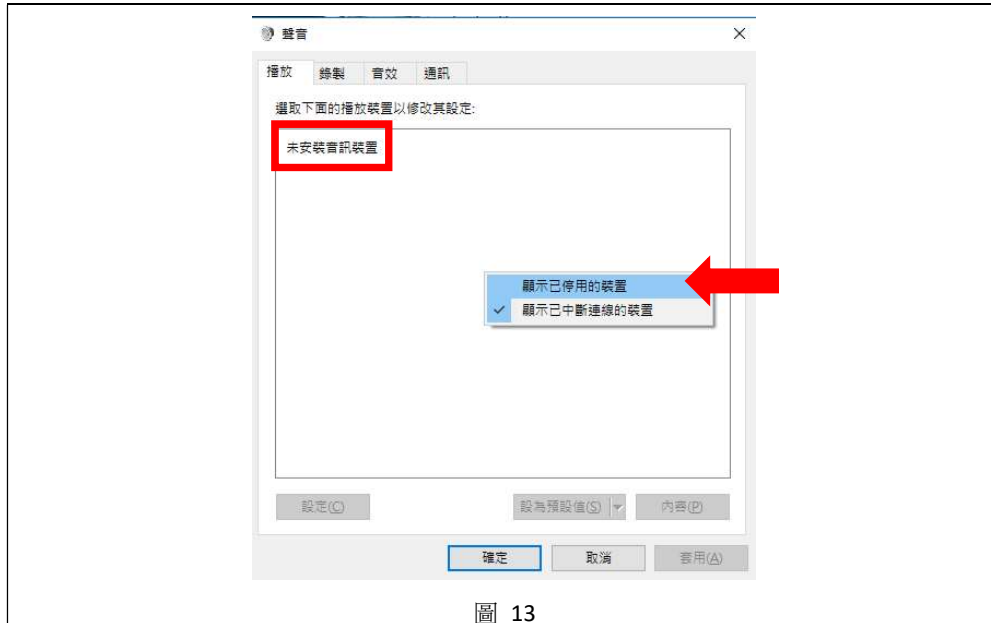 聲音
播放 錄製 音效 通訊
選取下面的播放裝置以修改其設定:
未安裝音訊裝置
顯示已停用的裝置
顯示已中斷連線的裝置
設定(C) 設為預設值(S) 內容(P)
確定 取消 套用(A)
圖 13